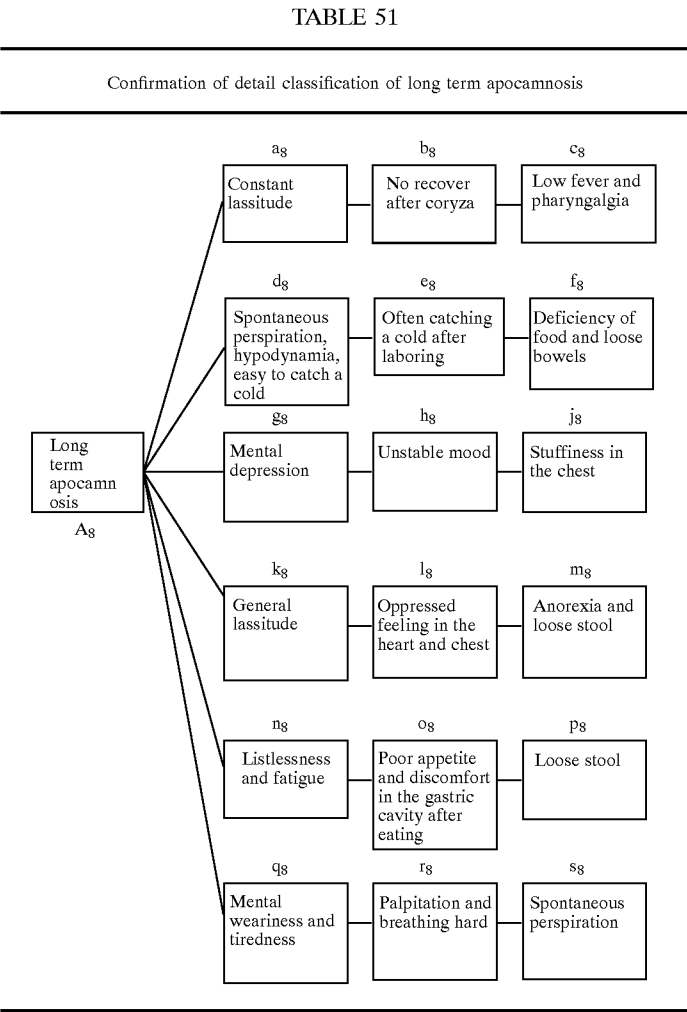 TABLE 51
Confirmation of detail classification of long term apocamnosis
a8
Constant
lassitude
b8
No recover
after coryza
c8
Low fever and
pharyngalgia
d8
Spontaneous
perspiration,
hypodynamia,
easy to catch a
cold
e8
Often catching
a cold after
laboring
f8
Deficiency of
food and loose
bowels
Long
term
apocamn
osis
A8
g8
Mental
depression
h8
Unstable mood
j8
Stuffiness in
the chest
k8
General
lassitude
l8
Oppressed
feeling in the
heart and chest
m8
Anorexia and
loose stool
n8
Listlessness
and fatigue
o8
Poor appetite
and discomfort
in the gastric
cavity after
eating
p8
Loose stool
q8
Mental
weariness and
tiredness
r8
Palpitation and
breathing hard
s8
Spontaneous
perspiration